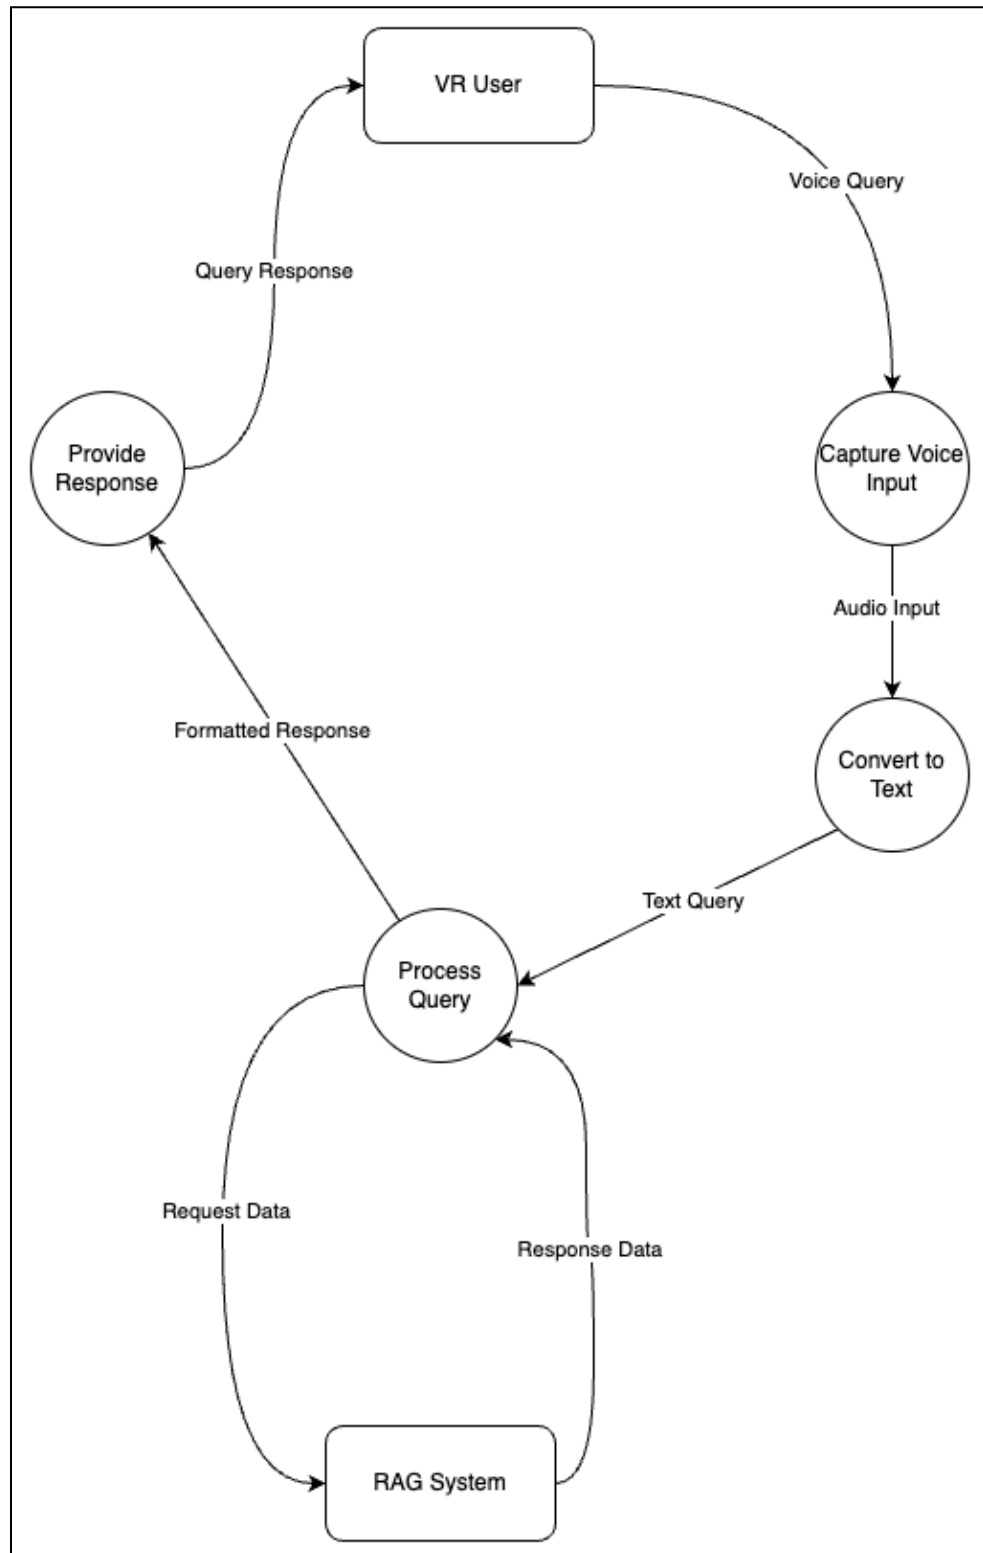 VR User
Voice Query
Query Response
Provide
Response
Capture Voice
Input
Audio Input
Formatted Response
Convert to
Text
Text Query
Process
Query
Request Data
Response Data
RAG System